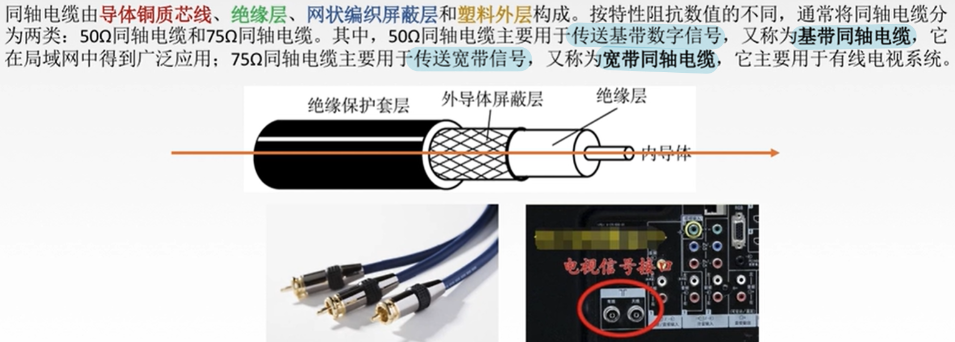 同轴电缆由导体铜质芯线、绝缘层、网状编织屏蔽层和塑料外层构成。按特性阻抗数值的不同，通常将同轴电缆分
为两类：50Ω同轴电缆和75Ω同轴电缆。其中，50Ω同轴电缆主要用于传送基带数字信号，又称为基带同轴电缆，它
在局域网中得到广泛应用；75Ω同轴电缆主要用于传送宽带信号，又称为宽带同轴电缆，它主要用于有线电视系统。
绝缘保护套层
外导体屏蔽层
绝缘层
内导体
电视信号接口
RGB